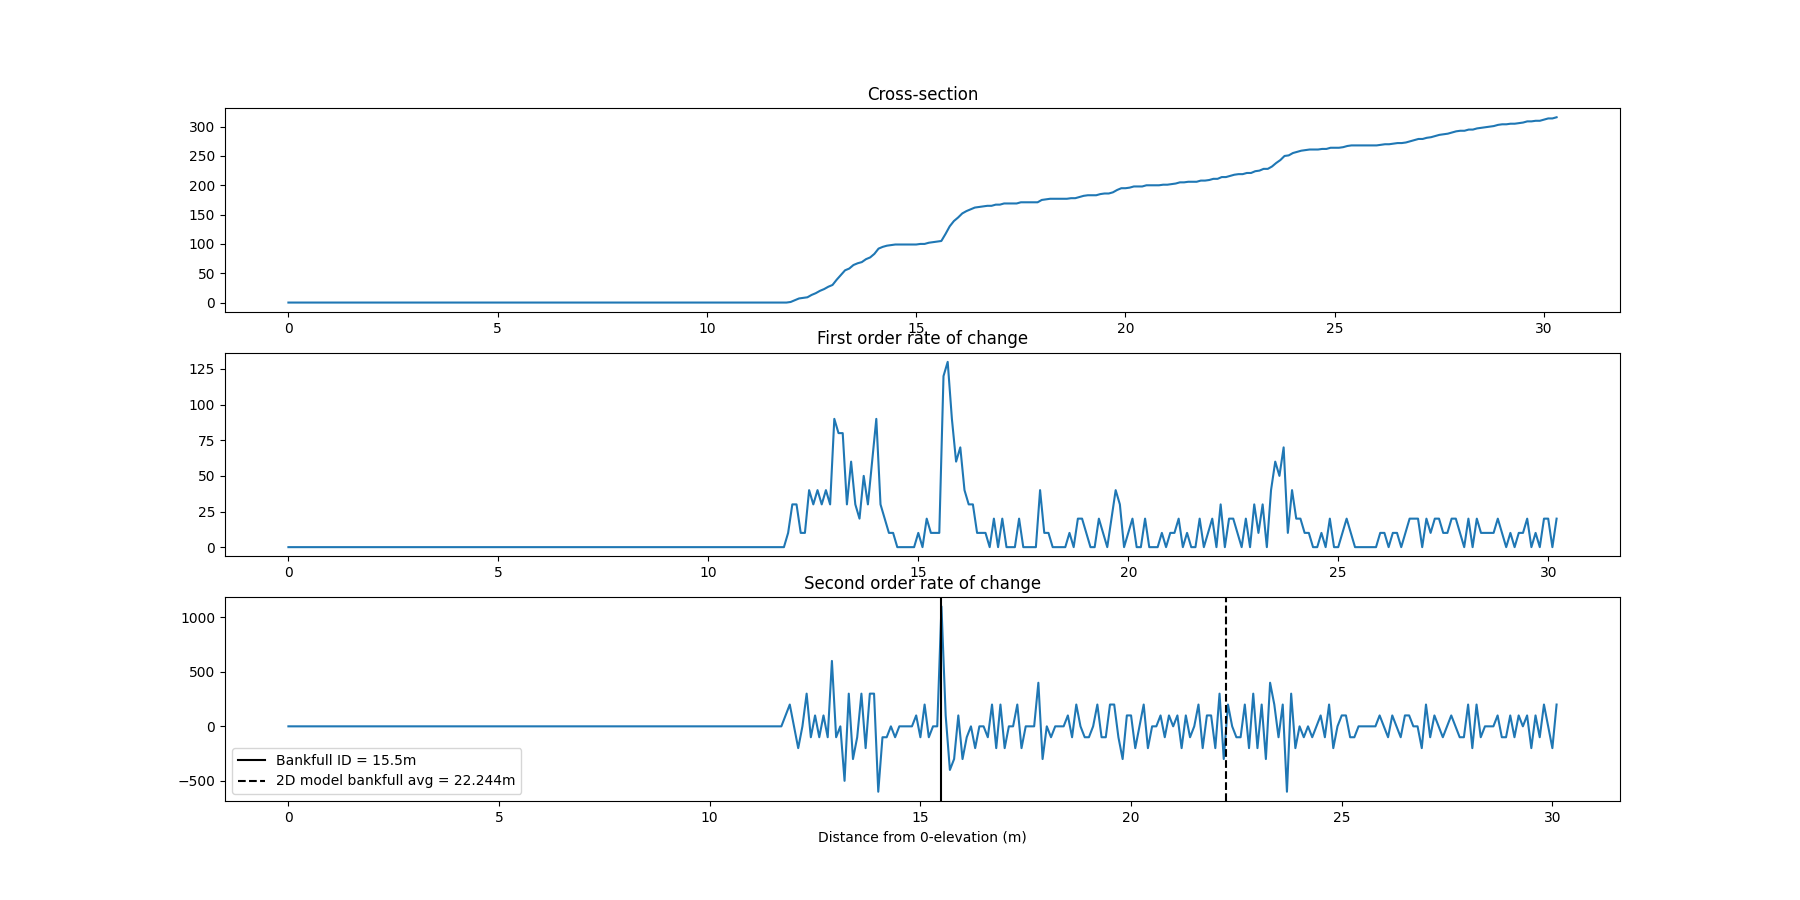 Cross-section
300
250
200
150
100
50
0
0 5 10 15 20 25 30
First order rate of change
125
100
75
50
25
0
0 5 10 15 20 25 30
Second order rate of change
1000
500
0
−500
Bankfull ID = 15.5m
2D model bankfull avg = 22.244m
0 5 10 15 20 25 30
Distance from 0-elevation (m)